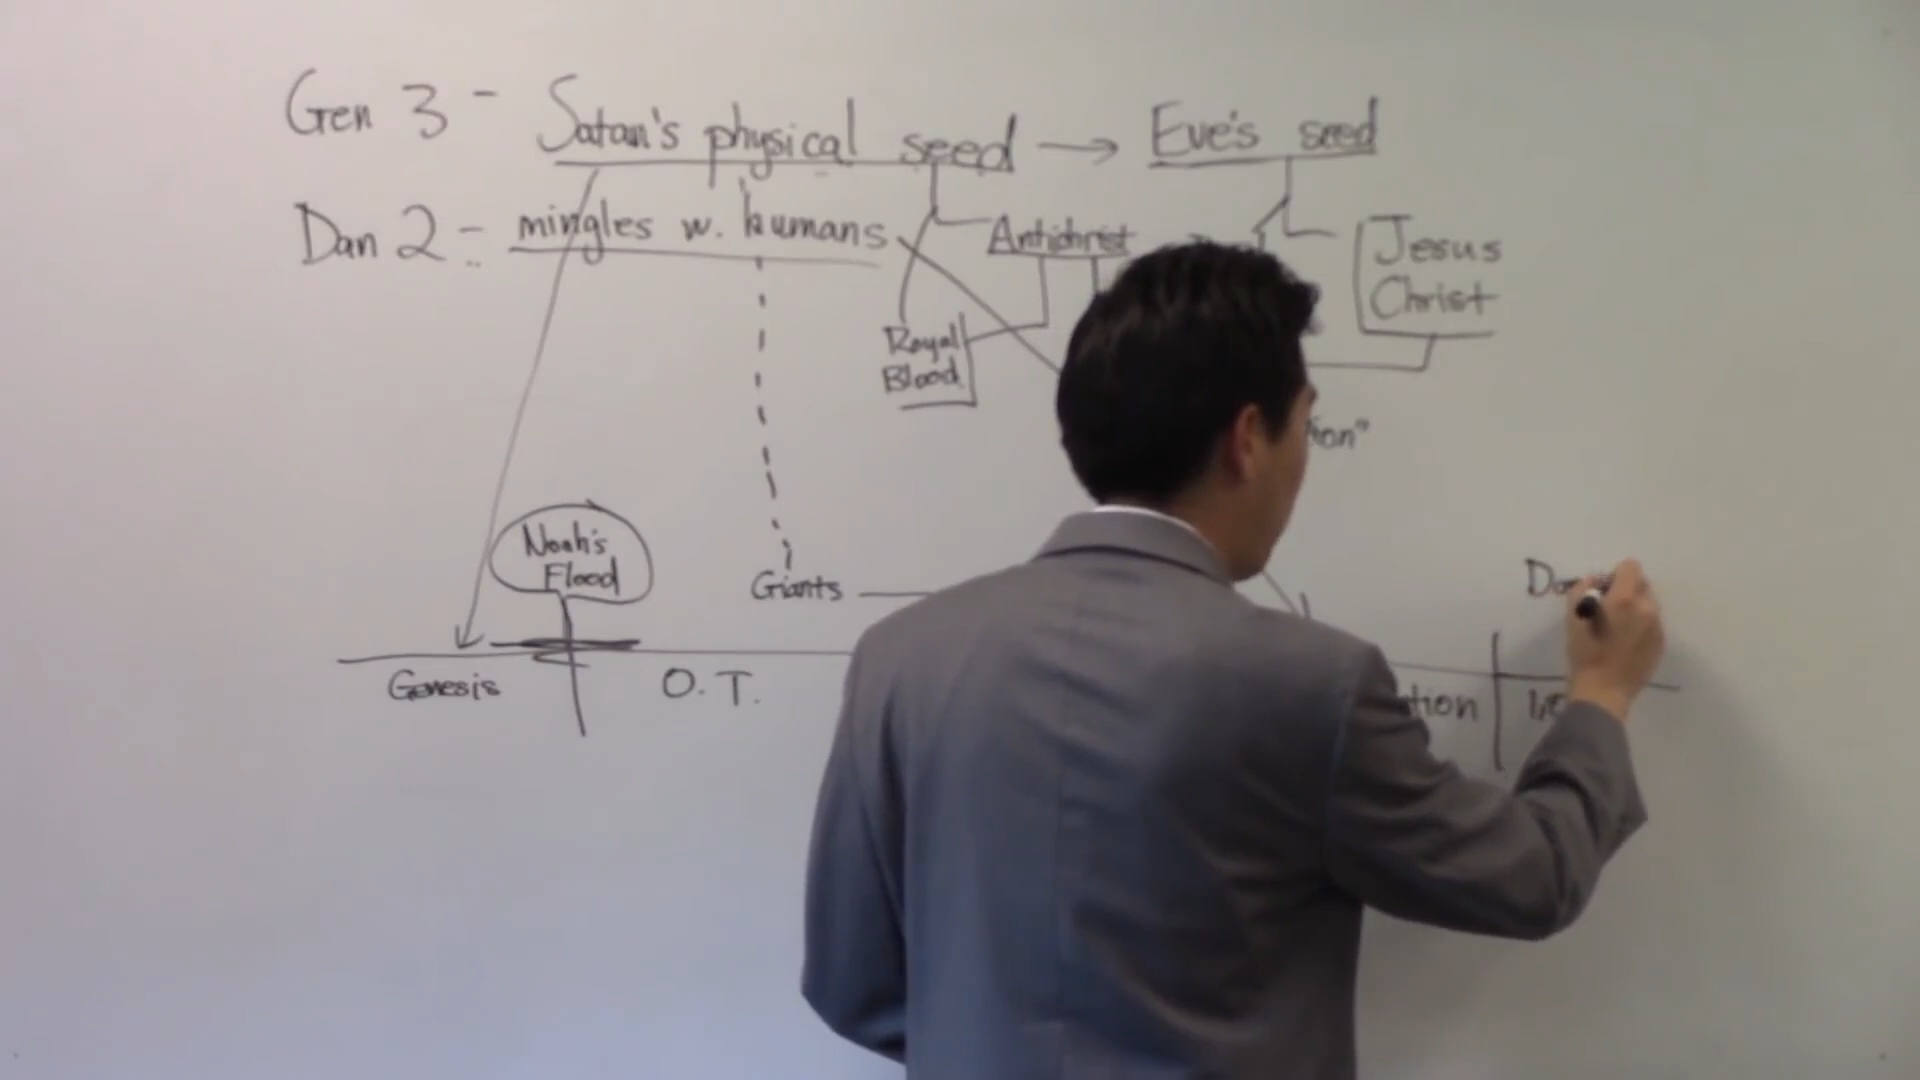 Gen 3 - Satan's physical seed → Eve's seed
Dan 2 - mingles w. humans
Antichrist
Jesus
Christ
Royal
Blood
Noah's
Flood
Giants
Genesis
O. T.